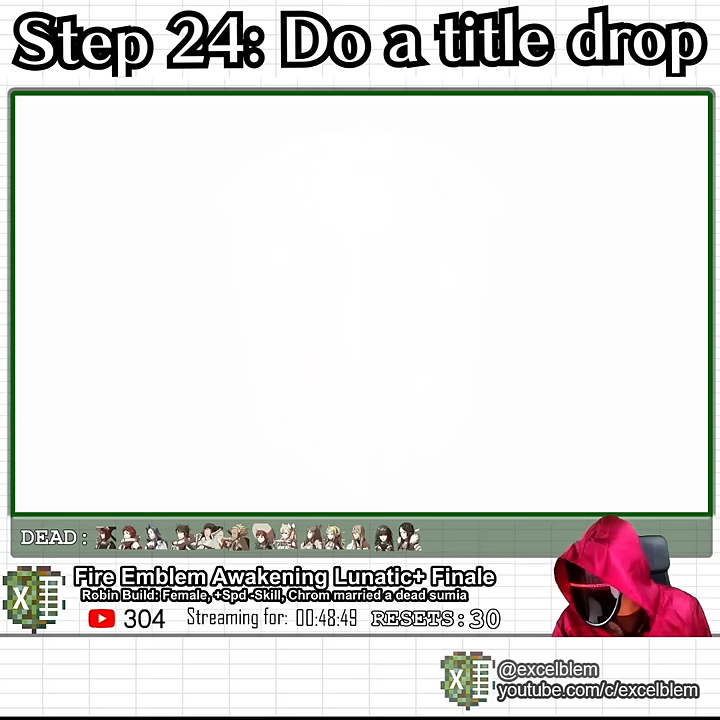 Step 24: Do a title drop
DEAD:
Fire Emblem Awakening Lunatic+ Finale
Robin Build: Female, +Spd -Skill, Chrom married a dead sumia
304 Streaming for: 00:48:49 RESETS:30
@excelblem
youtube.com/c/excelblem